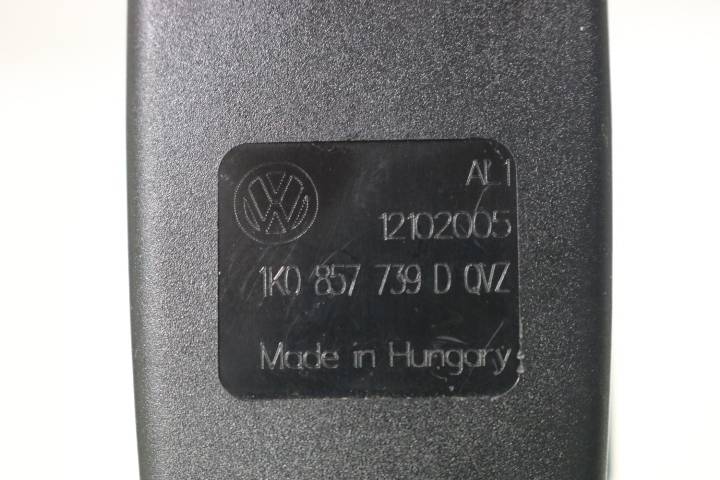 AL1
12102005
1K0 857 739 D QVZ
Made in Hungary